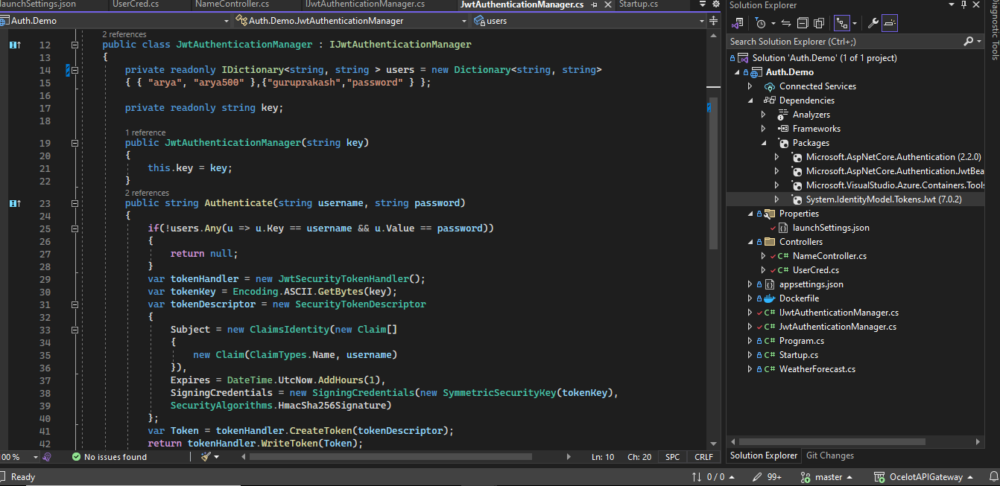 launchSettings.json UserCred.cs NameController.cs IJwtAuthenticationManager.cs JwtAuthenticationManager.cs Startup.cs
Auth.Demo Auth.Demo.JwtAuthenticationManager users
2 references
12 public class JwtAuthenticationManager : IJwtAuthenticationManager
13 {
14 private readonly IDictionary<string, string > users = new Dictionary<string, string>
15 { { "arya", "arya500" },{"guruprakash","password" } };
16
17 private readonly string key;
18
1 reference
19 public JwtAuthenticationManager(string key)
20 {
21 this.key = key;
22 }
2 references
23 public string Authenticate(string username, string password)
24 {
25 if(!users.Any(u => u.Key == username && u.Value == password))
26 {
27 return null;
28 }
29 var tokenHandler = new JwtSecurityTokenHandler();
30 var tokenKey = Encoding.ASCII.GetBytes(key);
31 var tokenDescriptor = new SecurityTokenDescriptor
32 {
33 Subject = new ClaimsIdentity(new Claim[]
34 {
35 new Claim(ClaimTypes.Name, username)
36 }),
37 Expires = DateTime.UtcNow.AddHours(1),
38 SigningCredentials = new SigningCredentials(new SymmetricSecurityKey(tokenKey),
39 SecurityAlgorithms.HmacSha256Signature)
40 };
41 var Token = tokenHandler.CreateToken(tokenDescriptor);
42 return tokenHandler.WriteToken(Token);
00 % No issues found Ln: 10 Ch: 20 SPC CRLF
Solution Explorer
Search Solution Explorer (Ctrl+;)
Solution 'Auth.Demo' (1 of 1 project)
Auth.Demo
Connected Services
Dependencies
Analyzers
Frameworks
Packages
Microsoft.AspNetCore.Authentication (2.2.0)
Microsoft.AspNetCore.Authentication.JwtBea
Microsoft.VisualStudio.Azure.Containers.Tools
System.IdentityModel.Tokens.Jwt (7.0.2)
Properties
launchSettings.json
Controllers
C# NameController.cs
C# UserCred.cs
appsettings.json
Dockerfile
C# IJwtAuthenticationManager.cs
C# JwtAuthenticationManager.cs
C# Program.cs
C# Startup.cs
C# WeatherForecast.cs
Solution Explorer Git Changes
Diagnostic Tools
Ready 0 / 0 99+ master OcelotAPIGateway